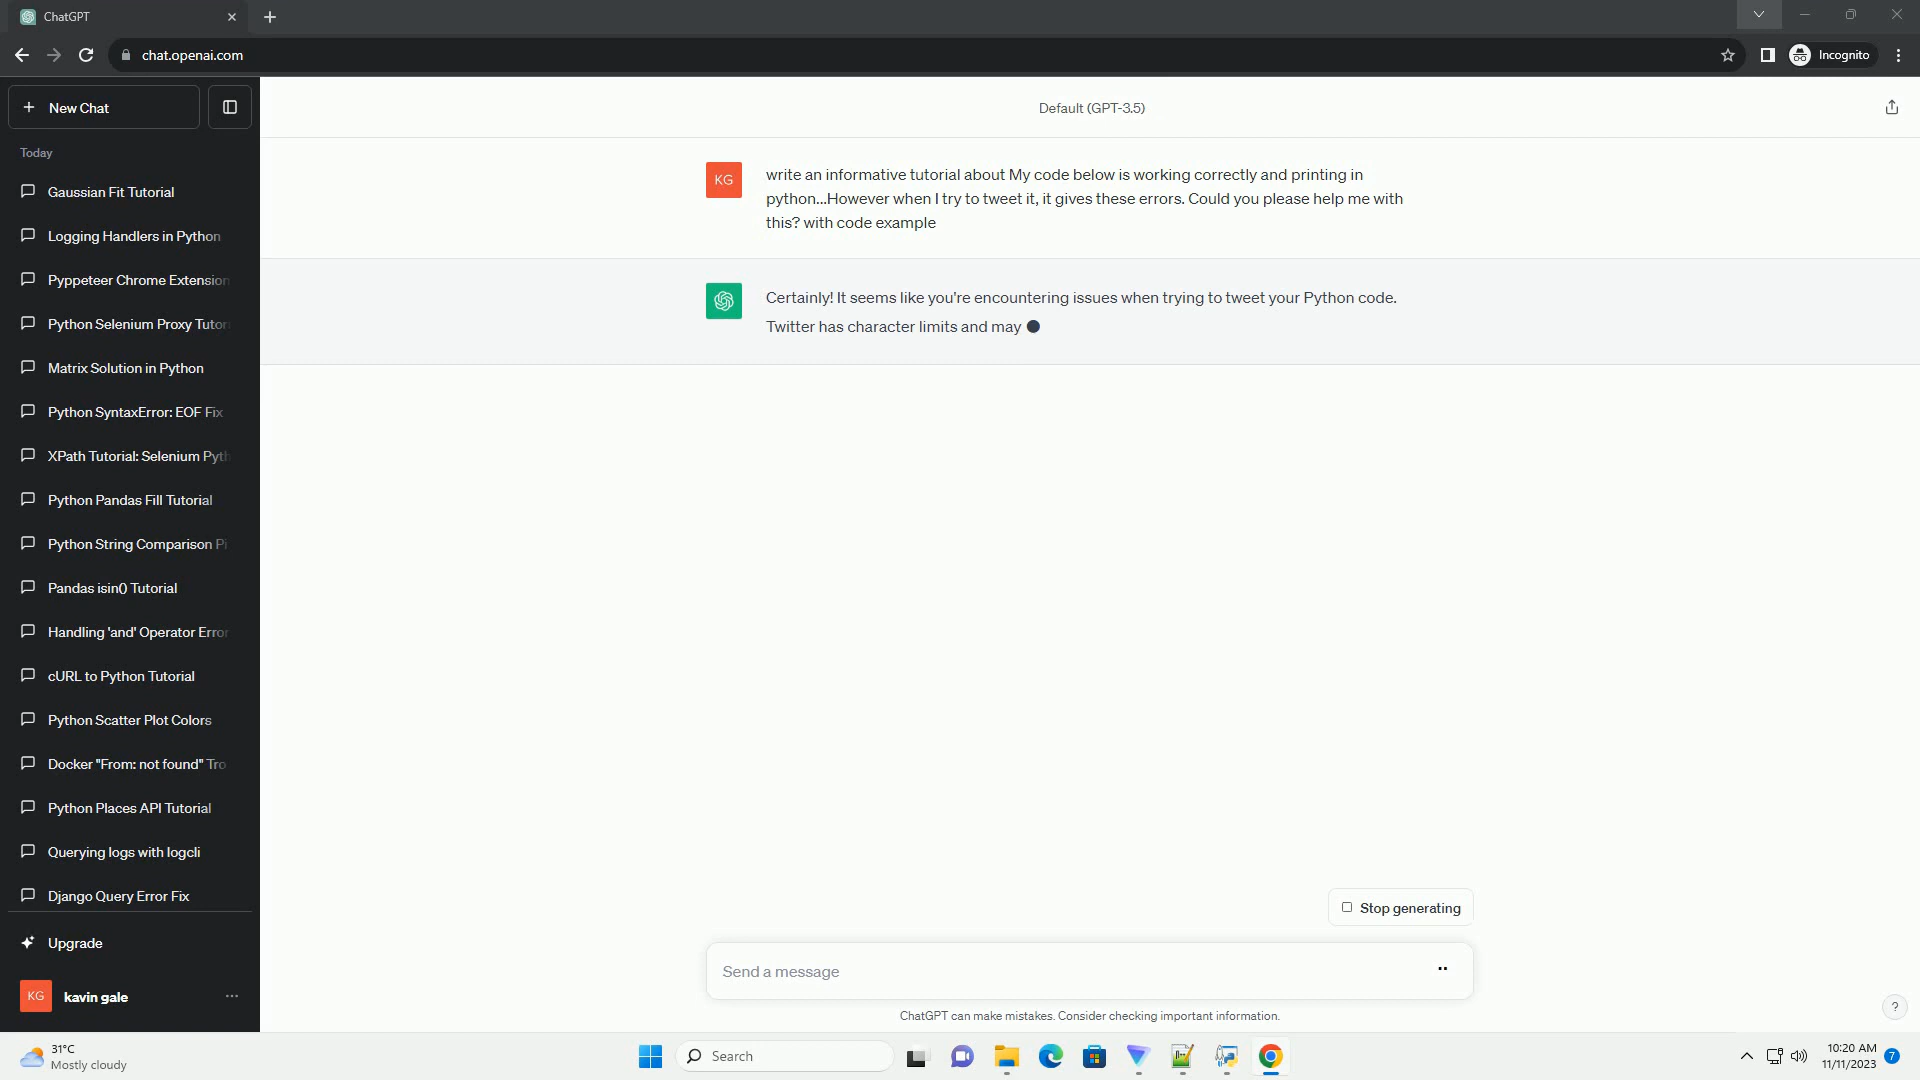 ChatGPT
chat.openai.com
Incognito
New Chat
Default (GPT-3.5)
Today
Gaussian Fit Tutorial
Logging Handlers in Python
Pyppeteer Chrome Extension
Python Selenium Proxy Tutor
Matrix Solution in Python
Python SyntaxError: EOF Fix
XPath Tutorial: Selenium Pyth
Python Pandas Fill Tutorial
Python String Comparison Pi
Pandas isin() Tutorial
Handling 'and' Operator Error
cURL to Python Tutorial
Python Scatter Plot Colors
Docker "From: not found" Tro
Python Places API Tutorial
Querying logs with logcli
Django Query Error Fix
Upgrade
KG
kavin gale
KG
write an informative tutorial about My code below is working correctly and printing in
python...However when I try to tweet it, it gives these errors. Could you please help me with
this? with code example
Certainly! It seems like you're encountering issues when trying to tweet your Python code.
Twitter has character limits and may
Stop generating
Send a message
ChatGPT can make mistakes. Consider checking important information.
?
31°C
Mostly cloudy
Search
10:20 AM
11/11/2023
7